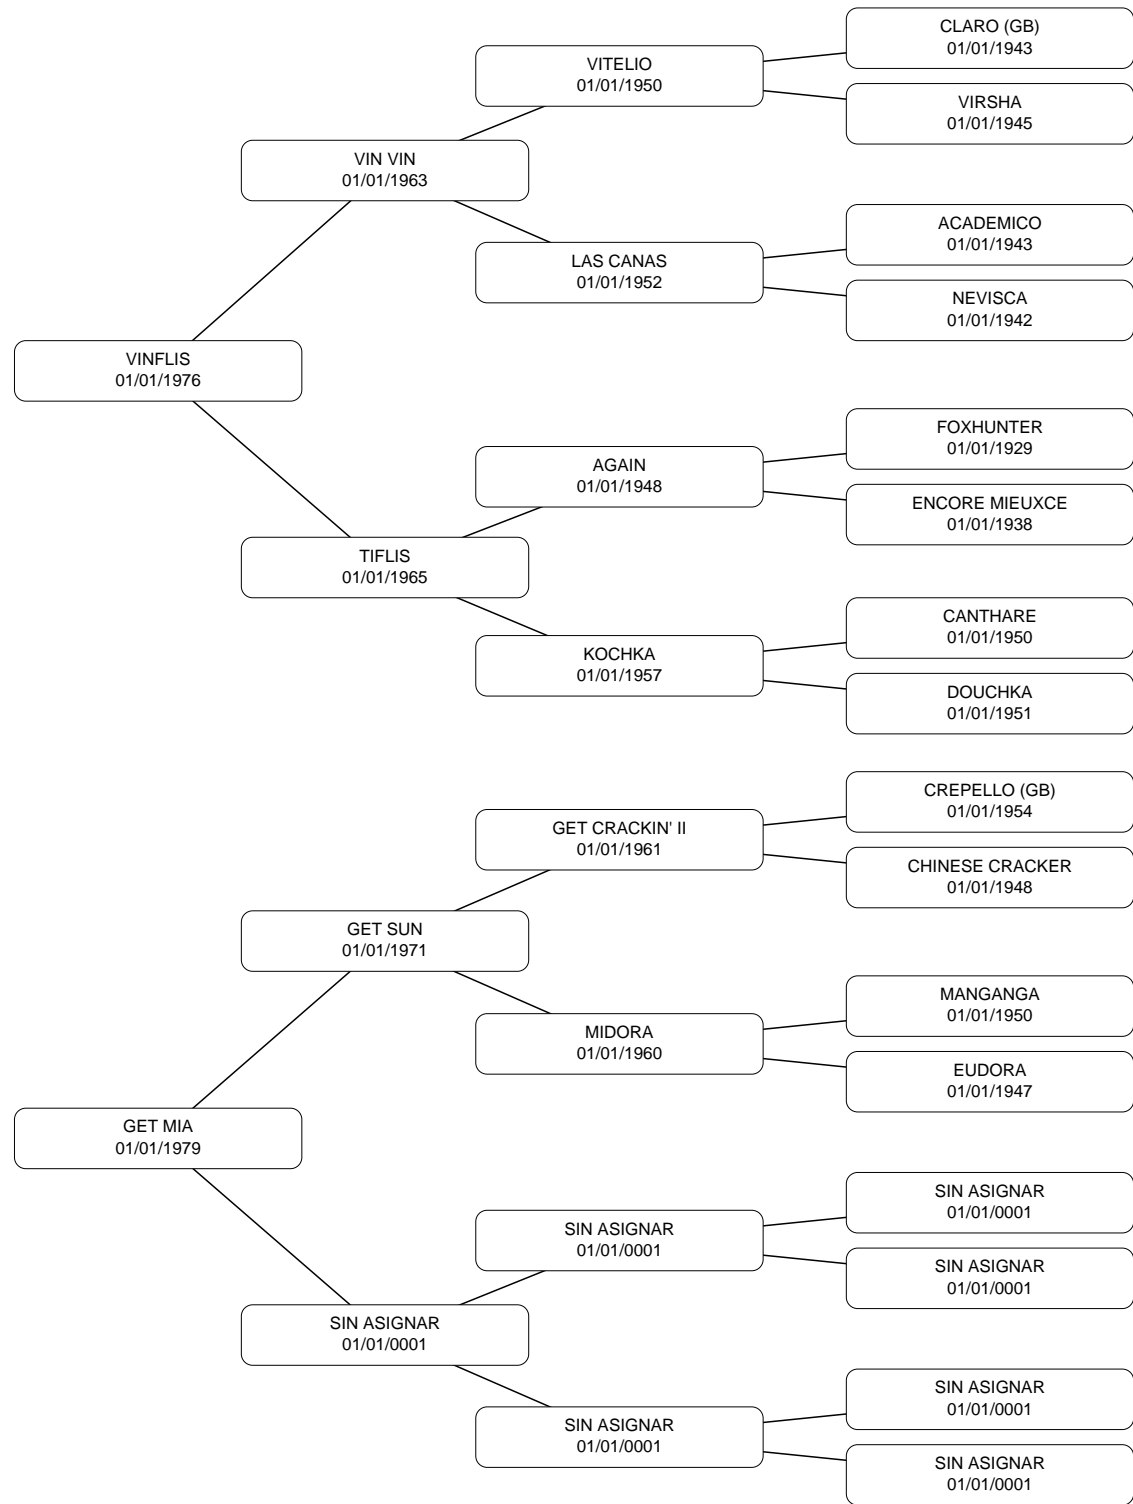 CLARO (GB)
01/01/1943
VITELIO
01/01/1950
VIRSHA
01/01/1945
VIN VIN
01/01/1963
ACADEMICO
01/01/1943
LAS CANAS
01/01/1952
NEVISCA
01/01/1942
VINFLIS
01/01/1976
FOXHUNTER
01/01/1929
AGAIN
01/01/1948
ENCORE MIEUXCE
01/01/1938
TIFLIS
01/01/1965
CANTHARE
01/01/1950
KOCHKA
01/01/1957
DOUCHKA
01/01/1951
CREPELLO (GB)
01/01/1954
GET CRACKIN' II
01/01/1961
CHINESE CRACKER
01/01/1948
GET SUN
01/01/1971
MANGANGA
01/01/1950
MIDORA
01/01/1960
EUDORA
01/01/1947
GET MIA
01/01/1979
SIN ASIGNAR
01/01/0001
SIN ASIGNAR
01/01/0001
SIN ASIGNAR
01/01/0001
SIN ASIGNAR
01/01/0001
SIN ASIGNAR
01/01/0001
SIN ASIGNAR
01/01/0001
SIN ASIGNAR
01/01/0001